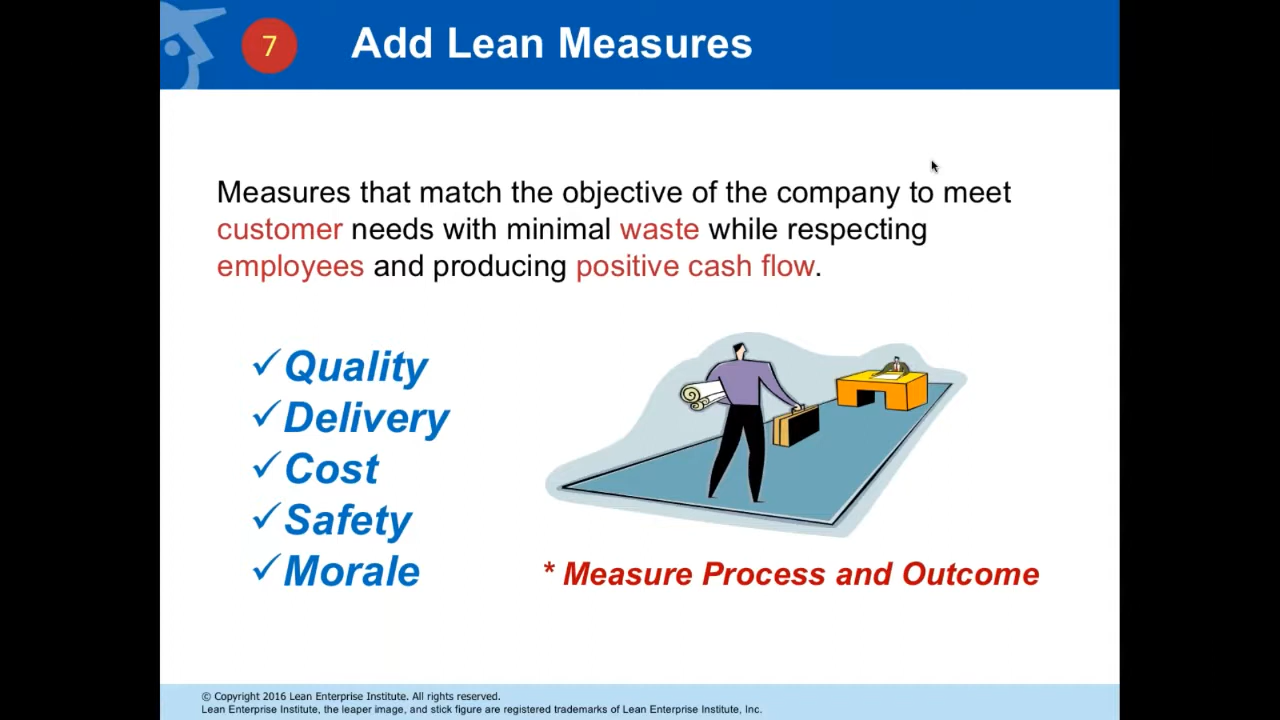 7
Add Lean Measures
Measures that match the objective of the company to meet
customer needs with minimal waste while respecting
employees and producing positive cash flow.
✓Quality
✓Delivery
✓Cost
✓Safety
✓Morale
* Measure Process and Outcome
© Copyright 2016 Lean Enterprise Institute. All rights reserved.
Lean Enterprise Institute, the leaper image, and stick figure are registered trademarks of Lean Enterprise Institute, Inc.